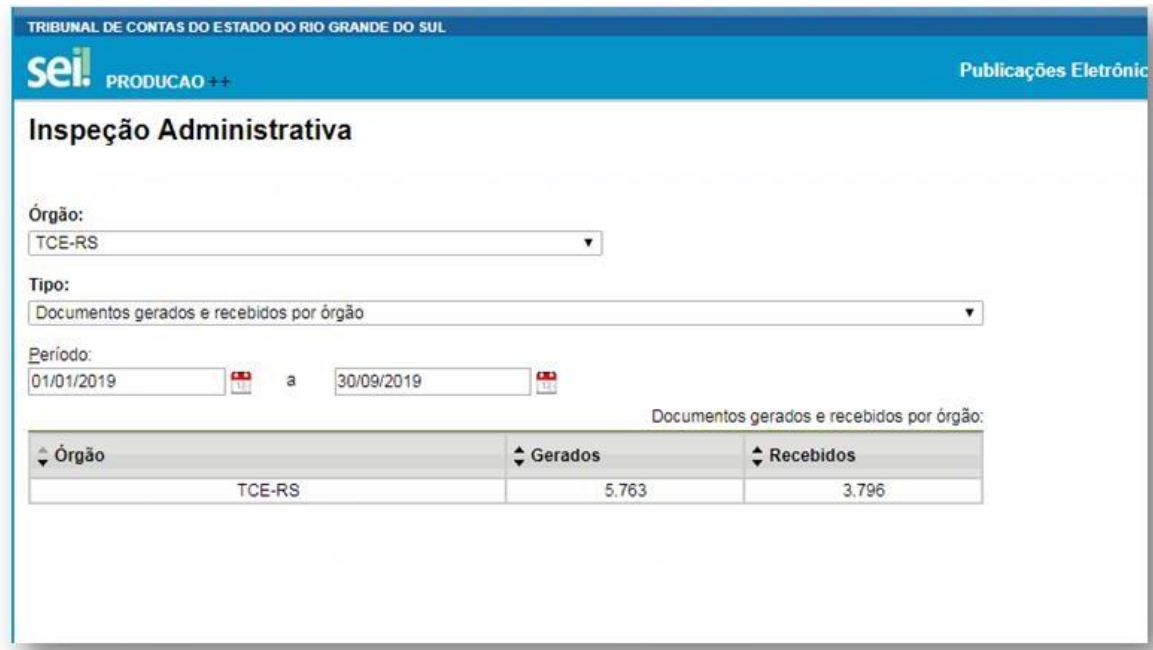 TRIBUNAL DE CONTAS DO ESTADO DO RIO GRANDE DO SUL
sei! PRODUCAO ++
Publicações Eletrônic
Inspeção Administrativa
Órgão:
TCE-RS
Tipo:
Documentos gerados e recebidos por órgão
Período:
01/01/2019 a 30/09/2019
Documentos gerados e recebidos por órgão:
Órgão Gerados Recebidos
TCE-RS 5.763 3.796